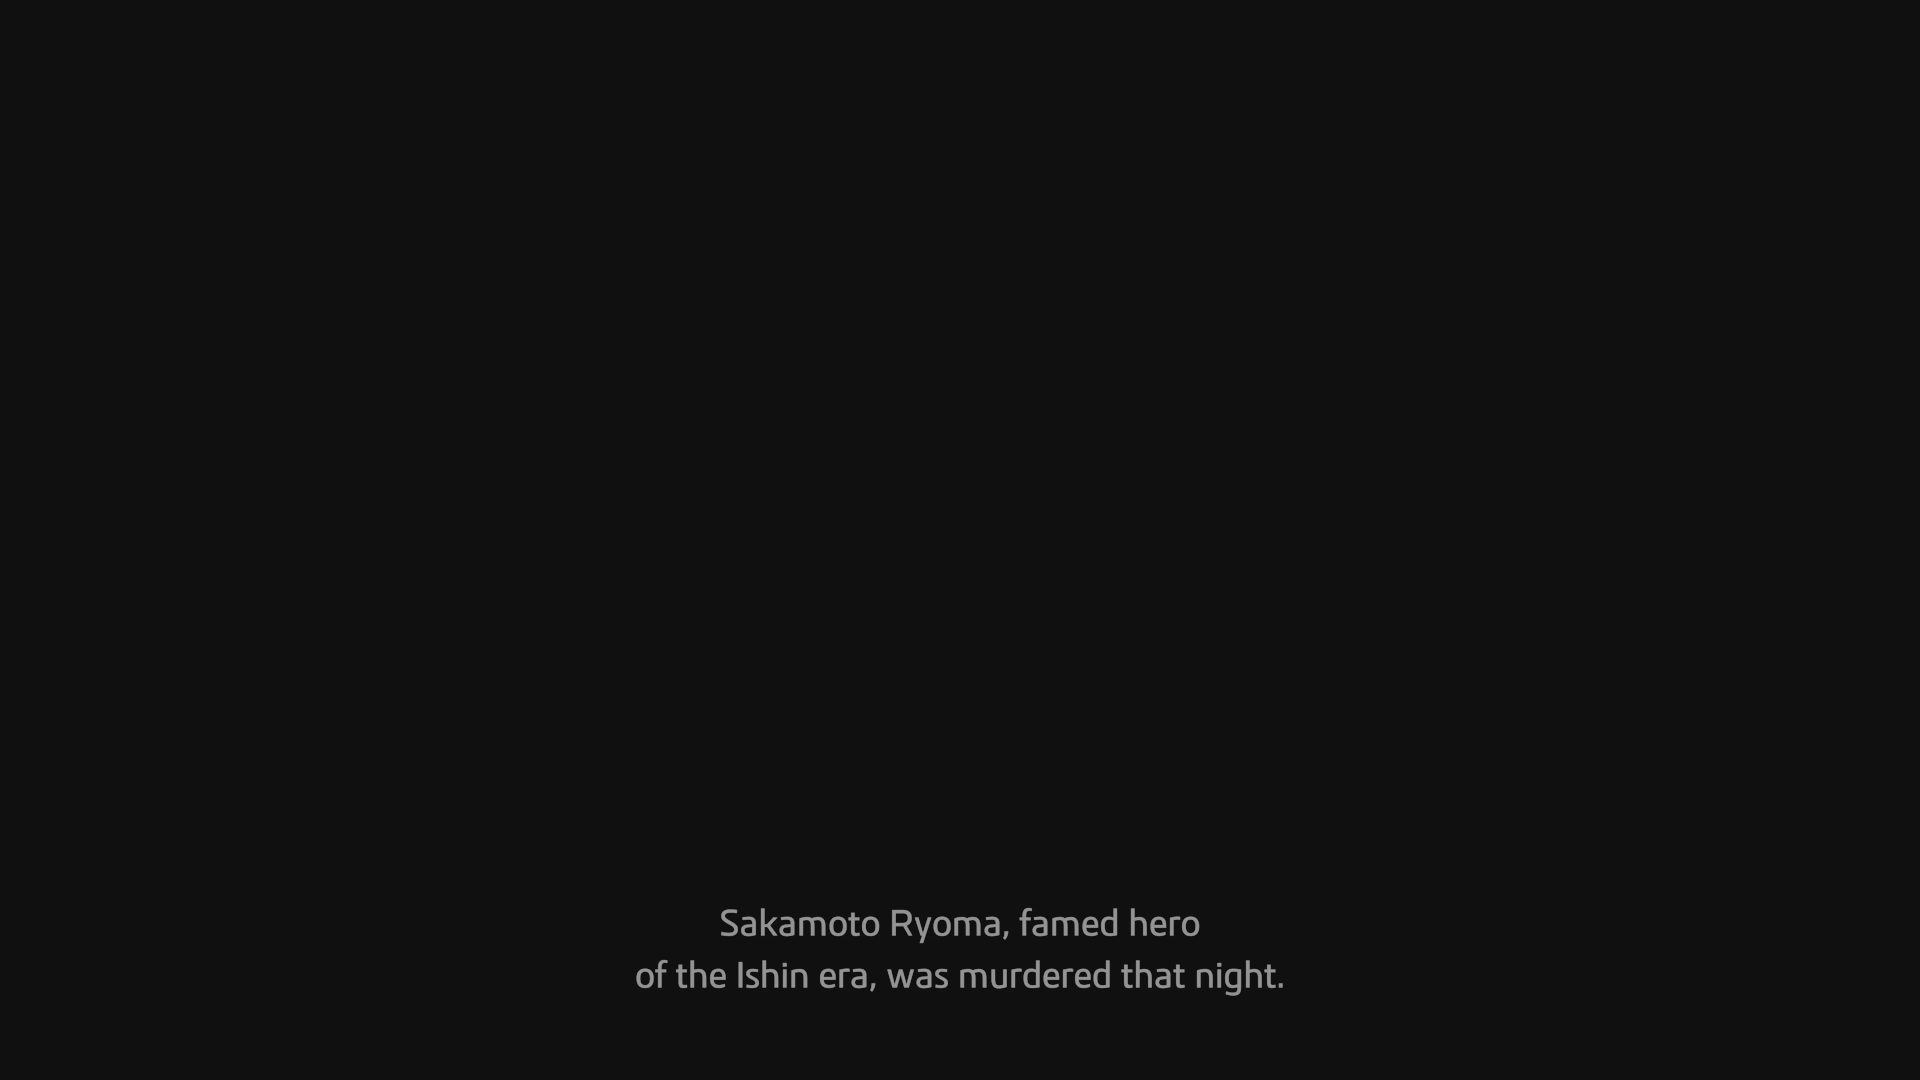 Sakamoto Ryoma, famed hero
of the Ishin era, was murdered that night.